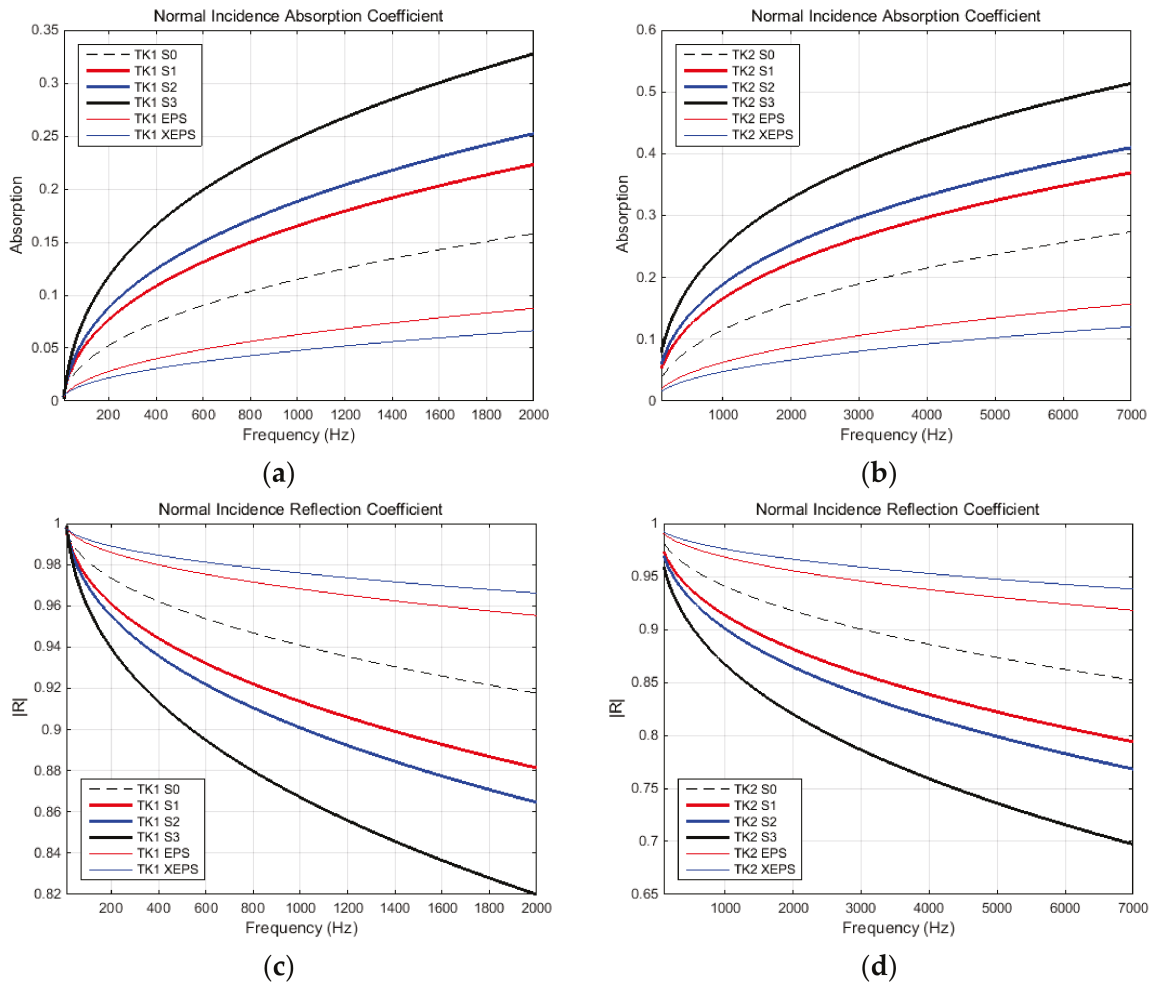 Normal Incidence Absorption Coefficient
0.35
0.3
0.25
0.2
0.15
0.1
0.05
0
Absorption
TK1 S0
TK1 S1
TK1 S2
TK1 S3
TK1 EPS
TK1 XEPS
200 400 600 800 1000 1200 1400 1600 1800 2000
Frequency (Hz)
(a)
Normal Incidence Absorption Coefficient
0.6
0.5
0.4
0.3
0.2
0.1
0
Absorption
TK2 S0
TK2 S1
TK2 S2
TK2 S3
TK2 EPS
TK2 XEPS
1000 2000 3000 4000 5000 6000 7000
Frequency (Hz)
(b)
Normal Incidence Reflection Coefficient
1
0.98
0.96
0.94
0.92
0.9
0.88
0.86
0.84
0.82
|R|
TK1 S0
TK1 S1
TK1 S2
TK1 S3
TK1 EPS
TK1 XEPS
200 400 600 800 1000 1200 1400 1600 1800 2000
Frequency (Hz)
(c)
Normal Incidence Reflection Coefficient
1
0.95
0.9
0.85
0.8
0.75
0.7
0.65
|R|
TK2 S0
TK2 S1
TK2 S2
TK2 S3
TK2 EPS
TK2 XEPS
1000 2000 3000 4000 5000 6000 7000
Frequency (Hz)
(d)